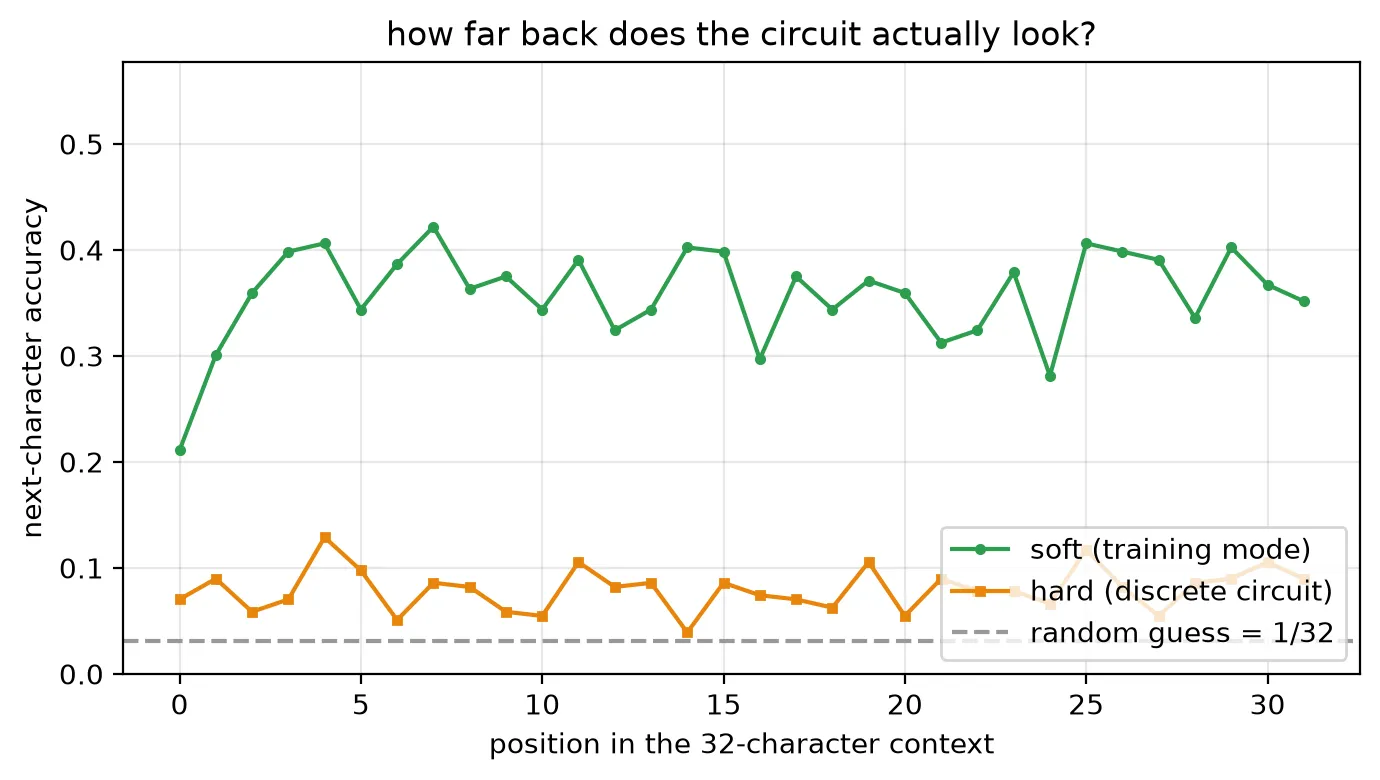 how far back does the circuit actually look?
next-character accuracy
0.5
0.4
0.3
0.2
0.1
0.0
soft (training mode)
hard (discrete circuit)
random guess = 1/32
0 5 10 15 20 25 30
position in the 32-character context